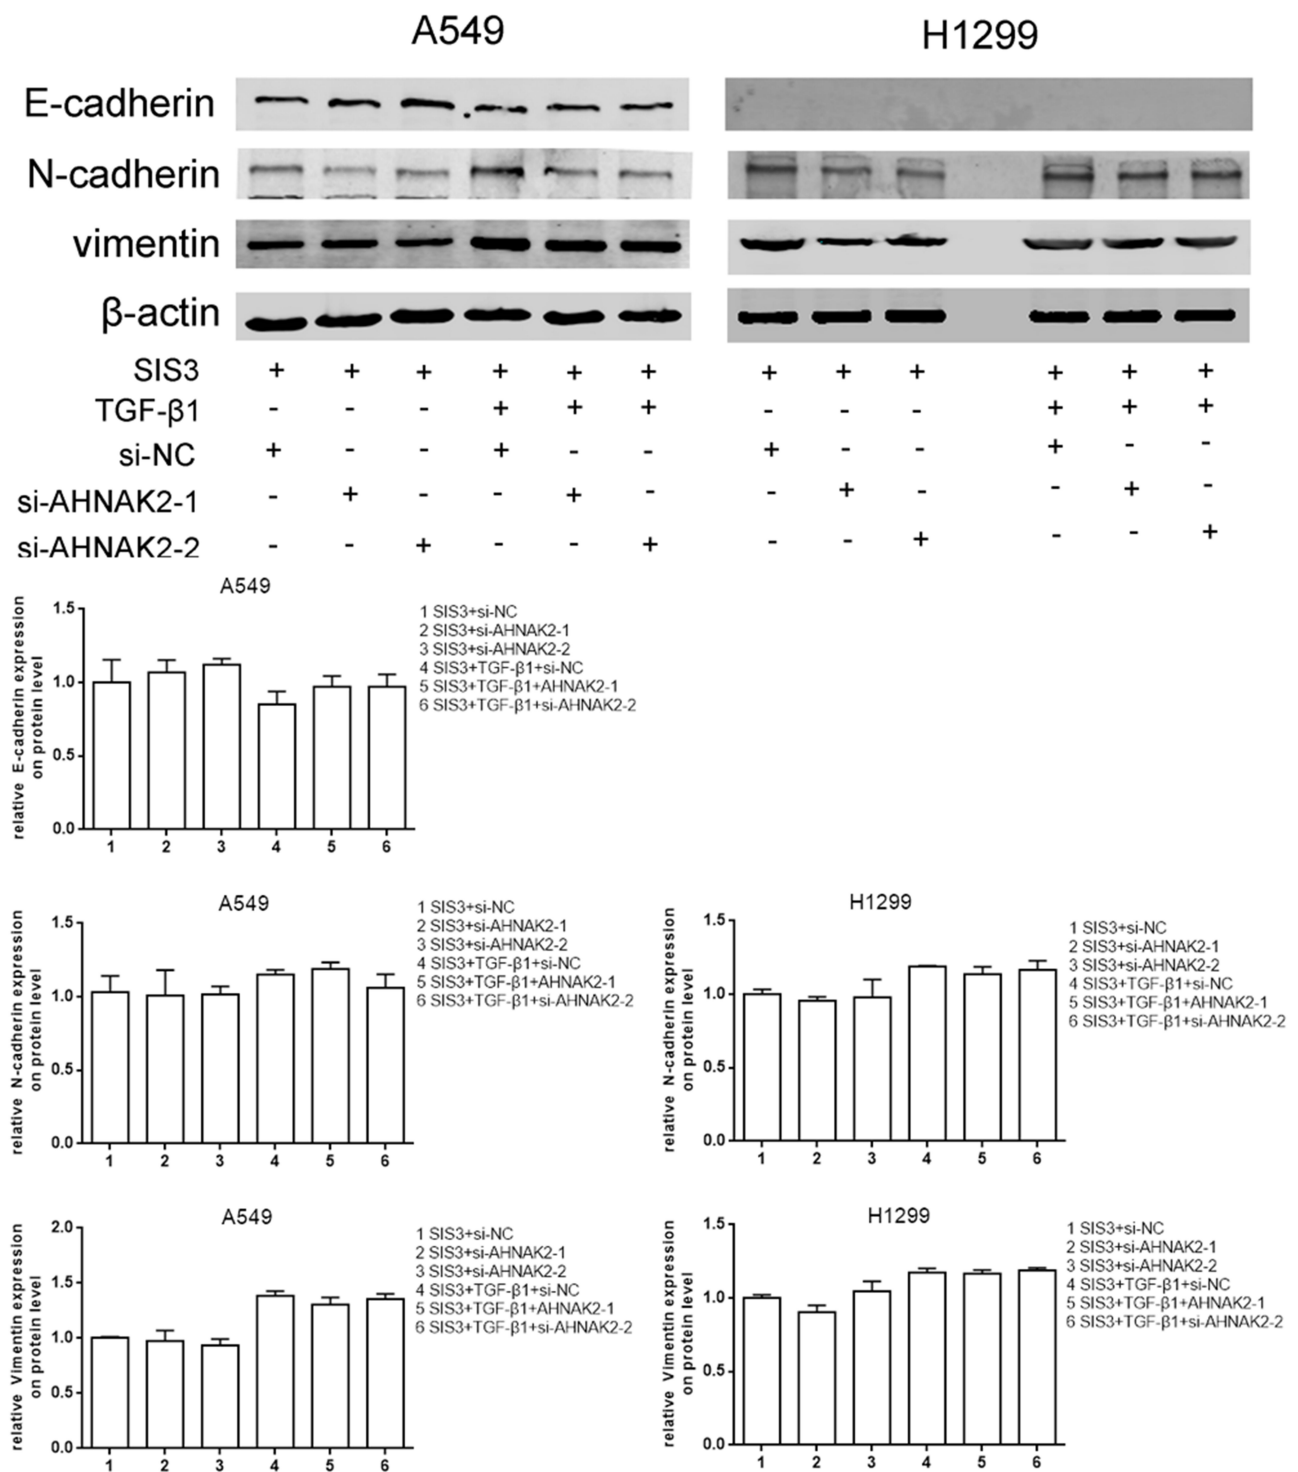 A549 H1299
E-cadherin
N-cadherin
vimentin
β-actin
SIS3 + + + + + + + + + + + +
TGF-β1 - - - + + + - - - + + +
si-NC + - - + - - + - - + - -
si-AHNAK2-1 - + - - + - - + - - + -
si-AHNAK2-2 - - + - - + - - + - - +
A549
relative E-cadherin expression
on protein level
1.5
1.0
0.5
0.0
1 2 3 4 5 6
1 SIS3+si-NC
2 SIS3+si-AHNAK2-1
3 SIS3+si-AHNAK2-2
4 SIS3+TGF-β1+si-NC
5 SIS3+TGF-β1+AHNAK2-1
6 SIS3+TGF-β1+si-AHNAK2-2
A549
relative N-cadherin expression
on protein level
1.5
1.0
0.5
0.0
1 2 3 4 5 6
1 SIS3+si-NC
2 SIS3+si-AHNAK2-1
3 SIS3+si-AHNAK2-2
4 SIS3+TGF-β1+si-NC
5 SIS3+TGF-β1+AHNAK2-1
6 SIS3+TGF-β1+si-AHNAK2-2
H1299
relative N-cadherin expression
on protein level
1.5
1.0
0.5
0.0
1 2 3 4 5 6
1 SIS3+si-NC
2 SIS3+si-AHNAK2-1
3 SIS3+si-AHNAK2-2
4 SIS3+TGF-β1+si-NC
5 SIS3+TGF-β1+AHNAK2-1
6 SIS3+TGF-β1+si-AHNAK2-2
A549
relative Vimentin expression
on protein level
2.0
1.5
1.0
0.5
0.0
1 2 3 4 5 6
1 SIS3+si-NC
2 SIS3+si-AHNAK2-1
3 SIS3+si-AHNAK2-2
4 SIS3+TGF-β1+si-NC
5 SIS3+TGF-β1+AHNAK2-1
6 SIS3+TGF-β1+si-AHNAK2-2
H1299
relative Vimentin expression
on protein level
1.5
1.0
0.5
0.0
1 2 3 4 5 6
1 SIS3+si-NC
2 SIS3+si-AHNAK2-1
3 SIS3+si-AHNAK2-2
4 SIS3+TGF-β1+si-NC
5 SIS3+TGF-β1+AHNAK2-1
6 SIS3+TGF-β1+si-AHNAK2-2